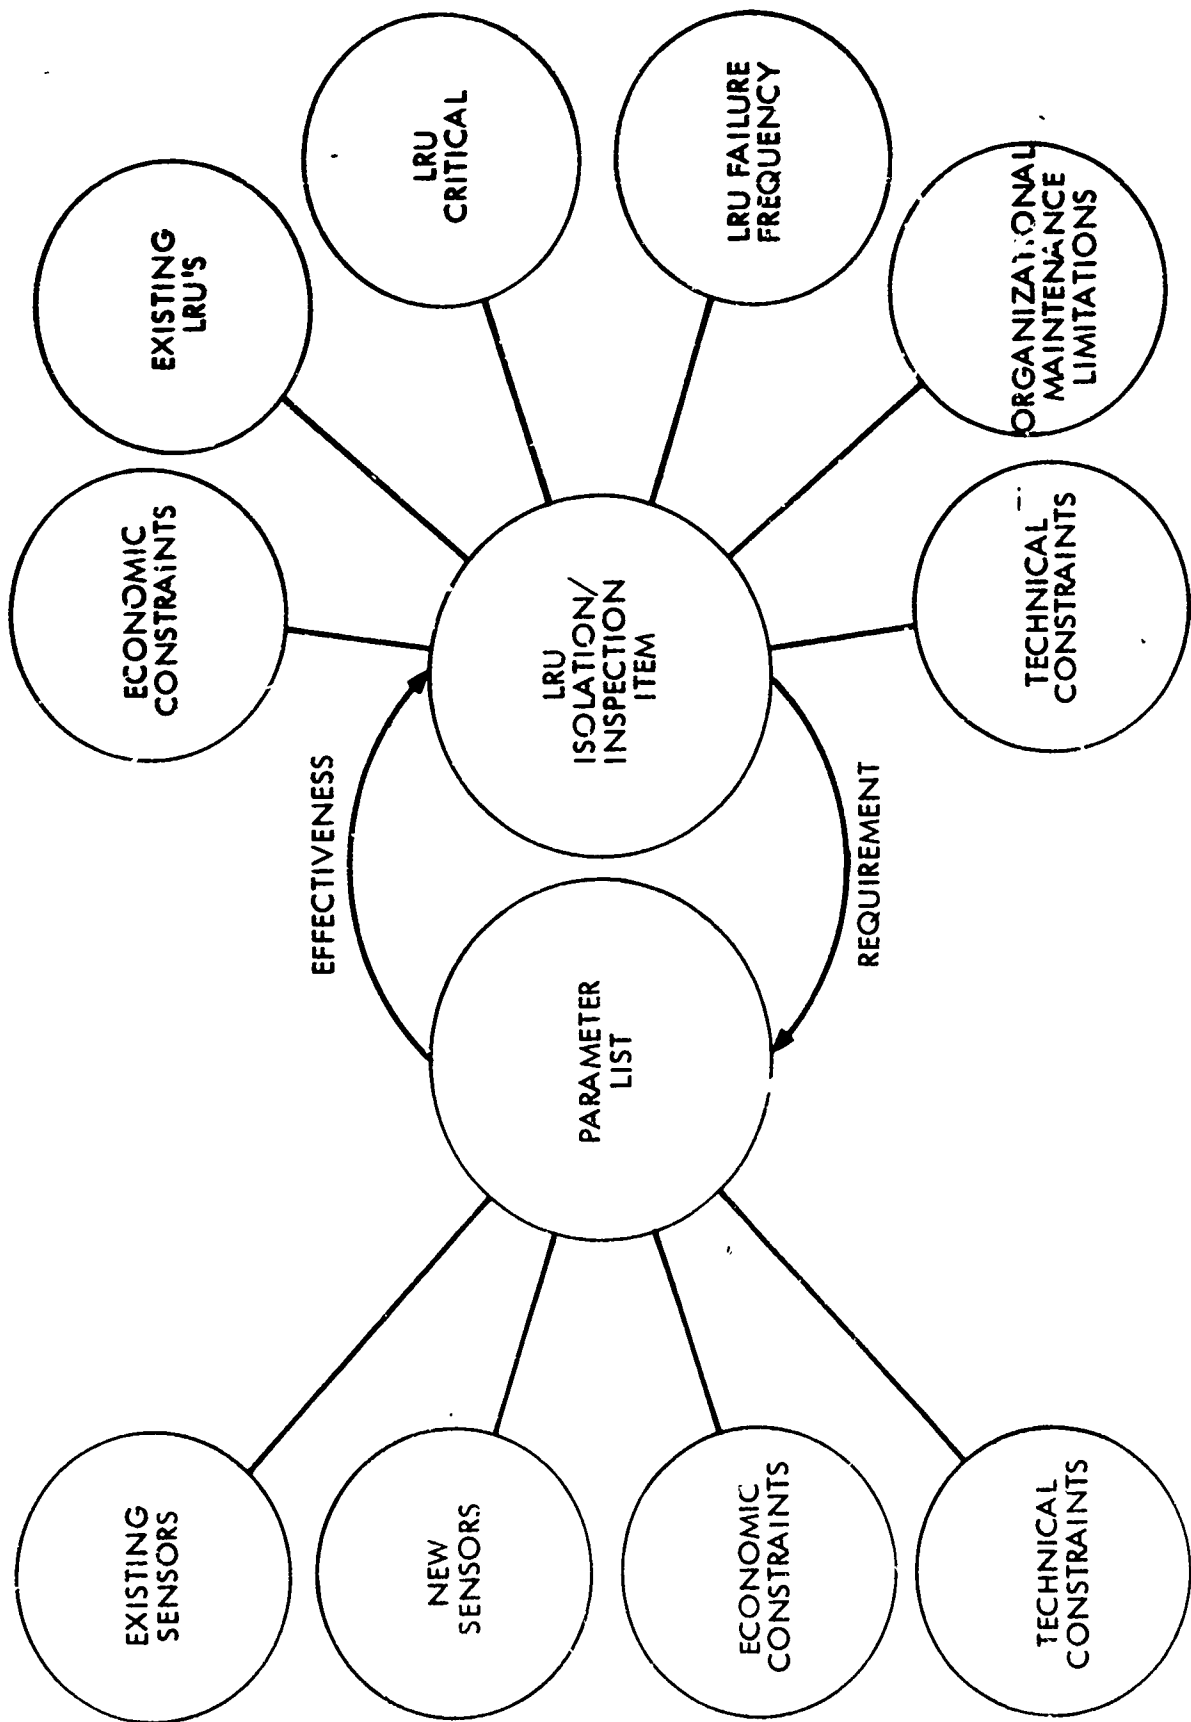 EXISTING
SENSORS
NEW
SENSORS
ECONOMIC
CONSTRAINTS
TECHNICAL
CONSTRAINTS
PARAMETER
LIST
EFFECTIVENESS
REQUIREMENT
LRU
ISOLATION/
INSPECTION
ITEM
ECONOMIC
CONSTRAINTS
EXISTING
LRU'S
LRU
CRITICAL
LRU FAILURE
FREQUENCY
ORGANIZATIONAL
MAINTENANCE
LIMITATIONS
TECHNICAL
CONSTRAINTS